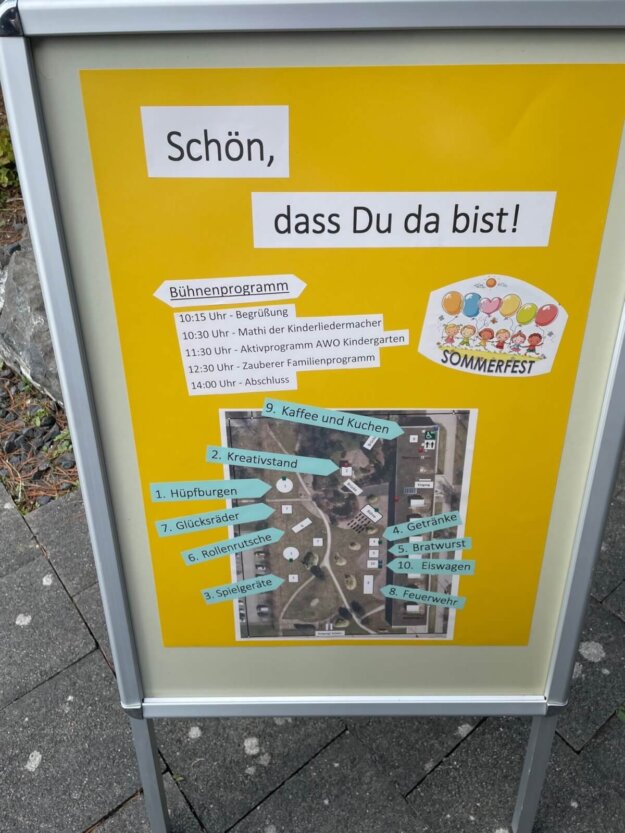 Schön,
dass Du da bist!
Bühnenprogramm
10:15 Uhr - Begrüßung
10:30 Uhr - Mathi der Kinderliedermacher
11:30 Uhr - Aktivprogramm AWO Kindergarten
12:30 Uhr - Zauberer Familienprogramm
14:00 Uhr - Abschluss
SOMMERFEST
9. Kaffee und Kuchen
2. Kreativstand
1. Hüpfburgen
7. Glücksräder
6. Rollenrutsche
3. Spielgeräte
4. Getränke
5. Bratwurst
10. Eiswagen
8. Feuerwehr